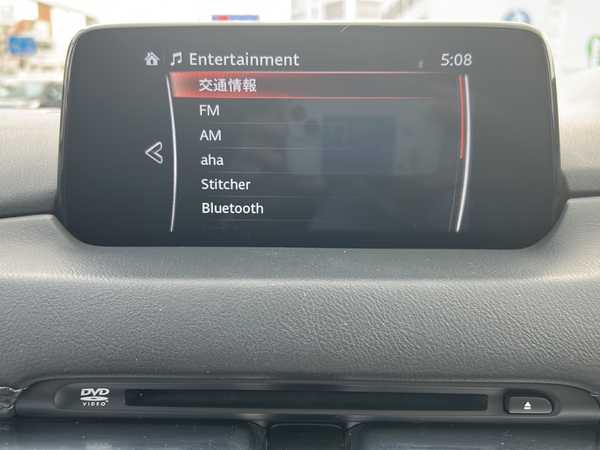 Entertainment 5:08
交通情報
FM
AM
aha
Stitcher
Bluetooth
DVD
VIDEO